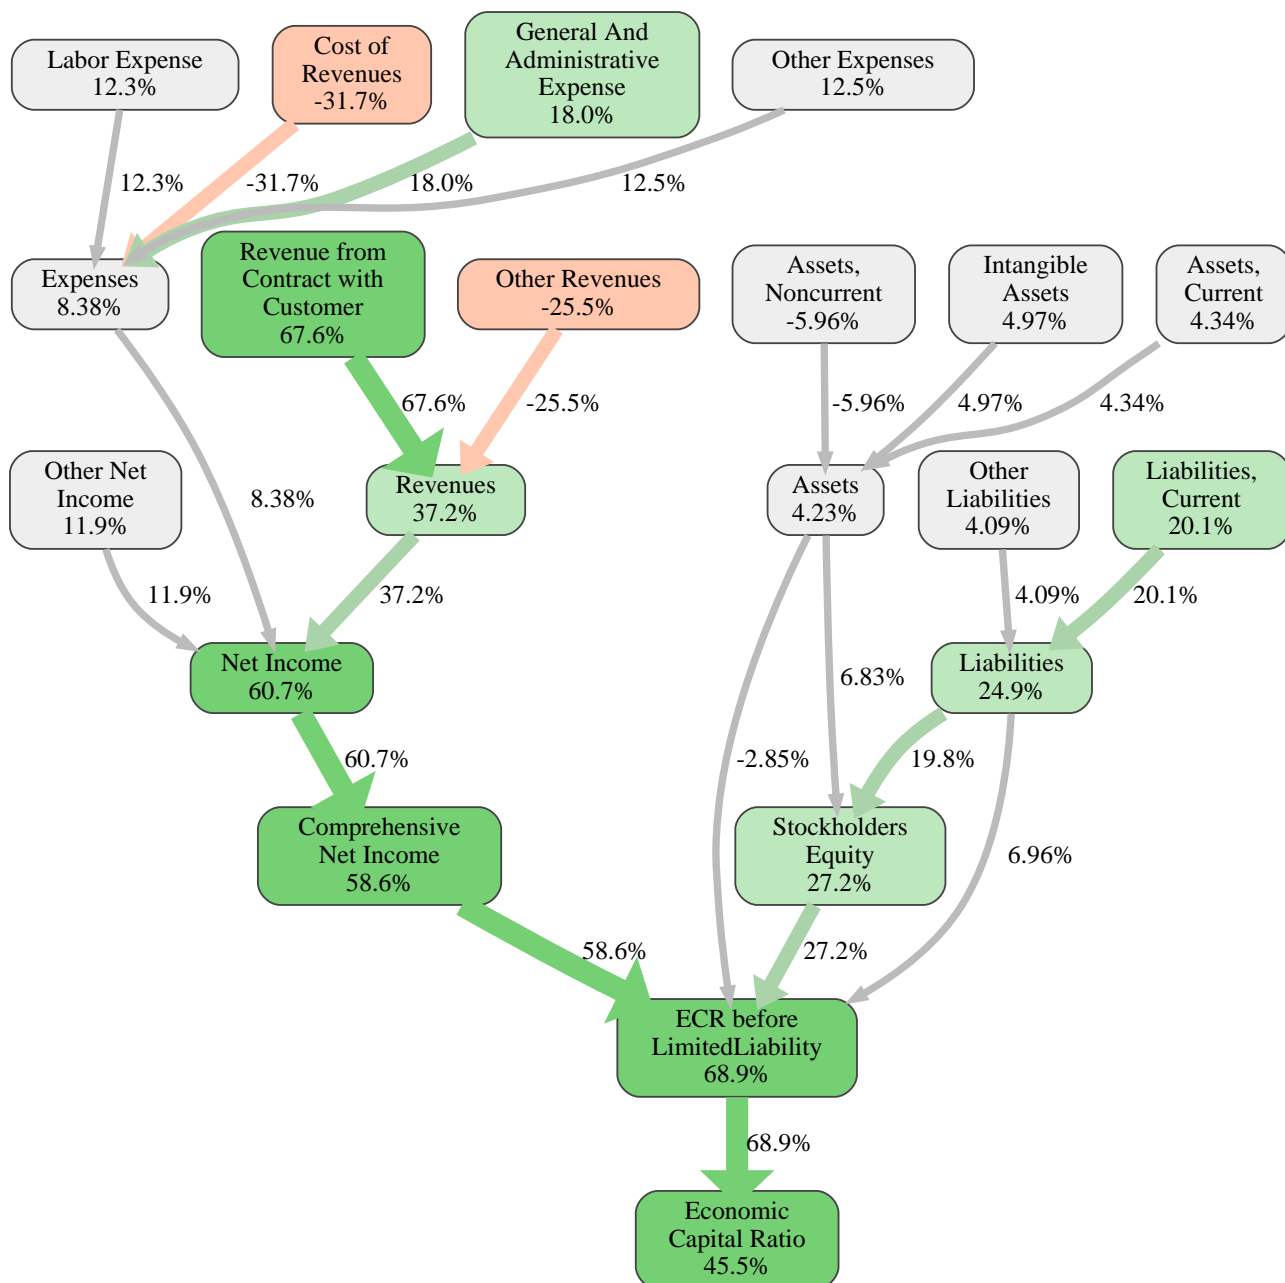 Labor Expense
12.3%
Cost of
Revenues
-31.7%
General And
Administrative
Expense
18.0%
Other Expenses
12.5%
12.3%
-31.7%
18.0%
12.5%
Expenses
8.38%
Revenue from
Contract with
Customer
67.6%
Other Revenues
-25.5%
Assets,
Noncurrent
-5.96%
Intangible
Assets
4.97%
Assets,
Current
4.34%
67.6%
-25.5%
-5.96%
4.97%
4.34%
Other Net
Income
11.9%
8.38%
Revenues
37.2%
Assets
4.23%
Other
Liabilities
4.09%
Liabilities,
Current
20.1%
11.9%
37.2%
4.09%
20.1%
Net Income
60.7%
6.83%
Liabilities
24.9%
60.7%
-2.85%
19.8%
Comprehensive
Net Income
58.6%
Stockholders
Equity
27.2%
6.96%
58.6%
27.2%
ECR before
LimitedLiability
68.9%
68.9%
Economic
Capital Ratio
45.5%